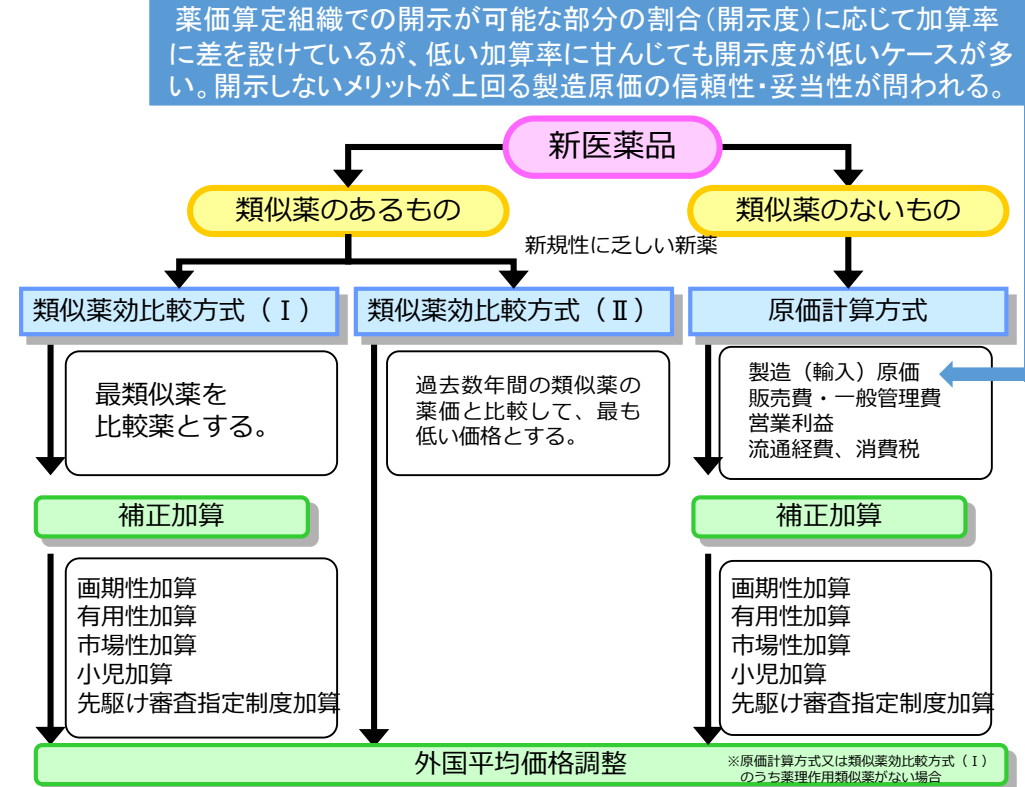 薬価算定組織での開示が可能な部分の割合(開示度)に応じて加算率
に差を設けているが、低い加算率に甘んじても開示度が低いケースが多
い。開示しないメリットが上回る製造原価の信頼性・妥当性が問われる。
新医薬品
類似薬のあるもの
類似薬のないもの
新規性に乏しい新薬
類似薬効比較方式(Ⅰ)
類似薬効比較方式(Ⅱ)
原価計算方式
最類似薬を
比較薬とする。
過去数年間の類似薬の
薬価と比較して、最も
低い価格とする。
製造(輸入)原価
販売費・一般管理費
営業利益
流通経費、消費税
補正加算
補正加算
画期性加算
有用性加算
市場性加算
小児加算
先駆け審査指定制度加算
画期性加算
有用性加算
市場性加算
小児加算
先駆け審査指定制度加算
外国平均価格調整
※原価計算方式又は類似薬効比較方式(Ⅰ)
のうち薬理作用類似薬がない場合